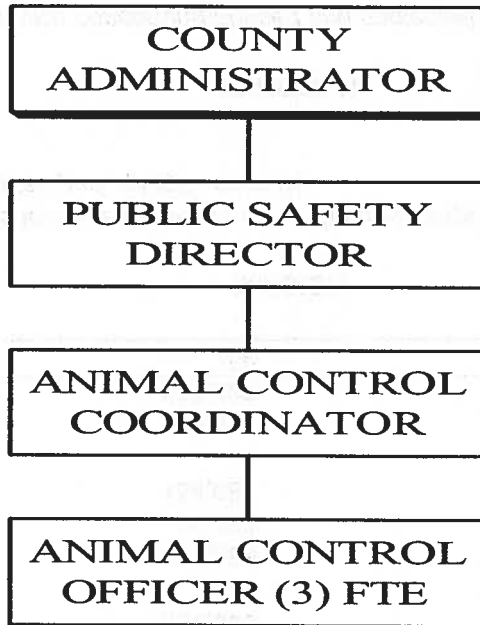 COUNTY
ADMINISTRATOR
PUBLIC SAFETY
DIRECTOR
ANIMAL CONTROL
COORDINATOR
ANIMAL CONTROL
OFFICER (3) FTE